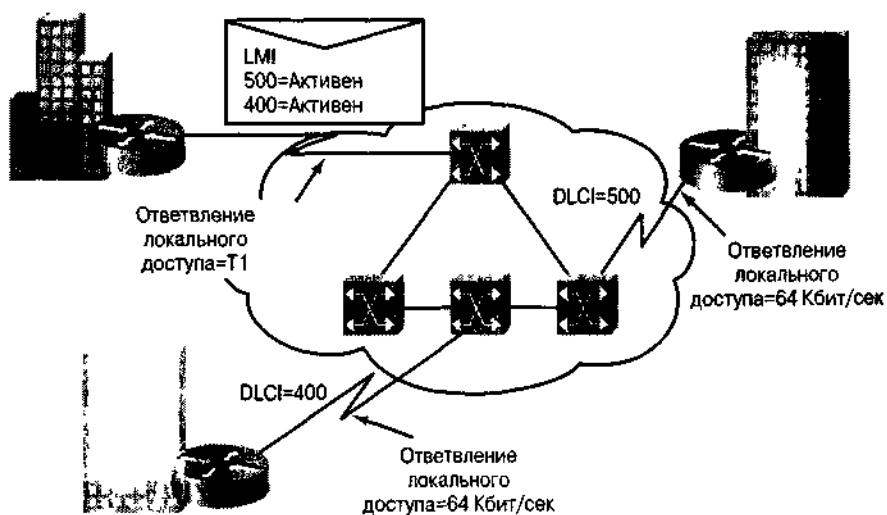 LMI
500=Активен
400=Активен
Ответвление
локального
доступа=T1
DLCI=500
Ответвление
локального
доступа=64 Кбит/сек
DLCI=400
Ответвление
локального
доступа=64 Кбит/сек